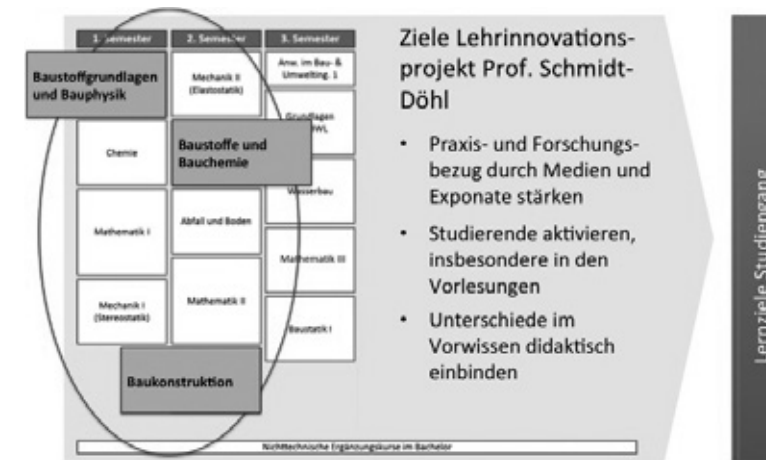 1. Semester
2. Semester
3. Semester
Baustoffgrundlagen
und Bauphysik
Chemie
Mathematik I
Mechanik I
(Stereostatik)
Mechanik II
(Elastostatik)
Baustoffe und
Bauchemie
Abfall und Boden
Mathematik II
Baukonstruktion
Anw. im Bau- &
Umwelting. 1
Grundlagen
Wasserbau
Mathematik III
Baustatik I
Nichttechnische Ergänzungskurse im Bachelor
Ziele Lehrinnovations-
projekt Prof. Schmidt-
Döhl
• Praxis- und Forschungs-
bezug durch Medien und
Exponate stärken
• Studierende aktivieren,
insbesondere in den
Vorlesungen
• Unterschiede im
Vorwissen didaktisch
einbinden
Lernziele Studiengang